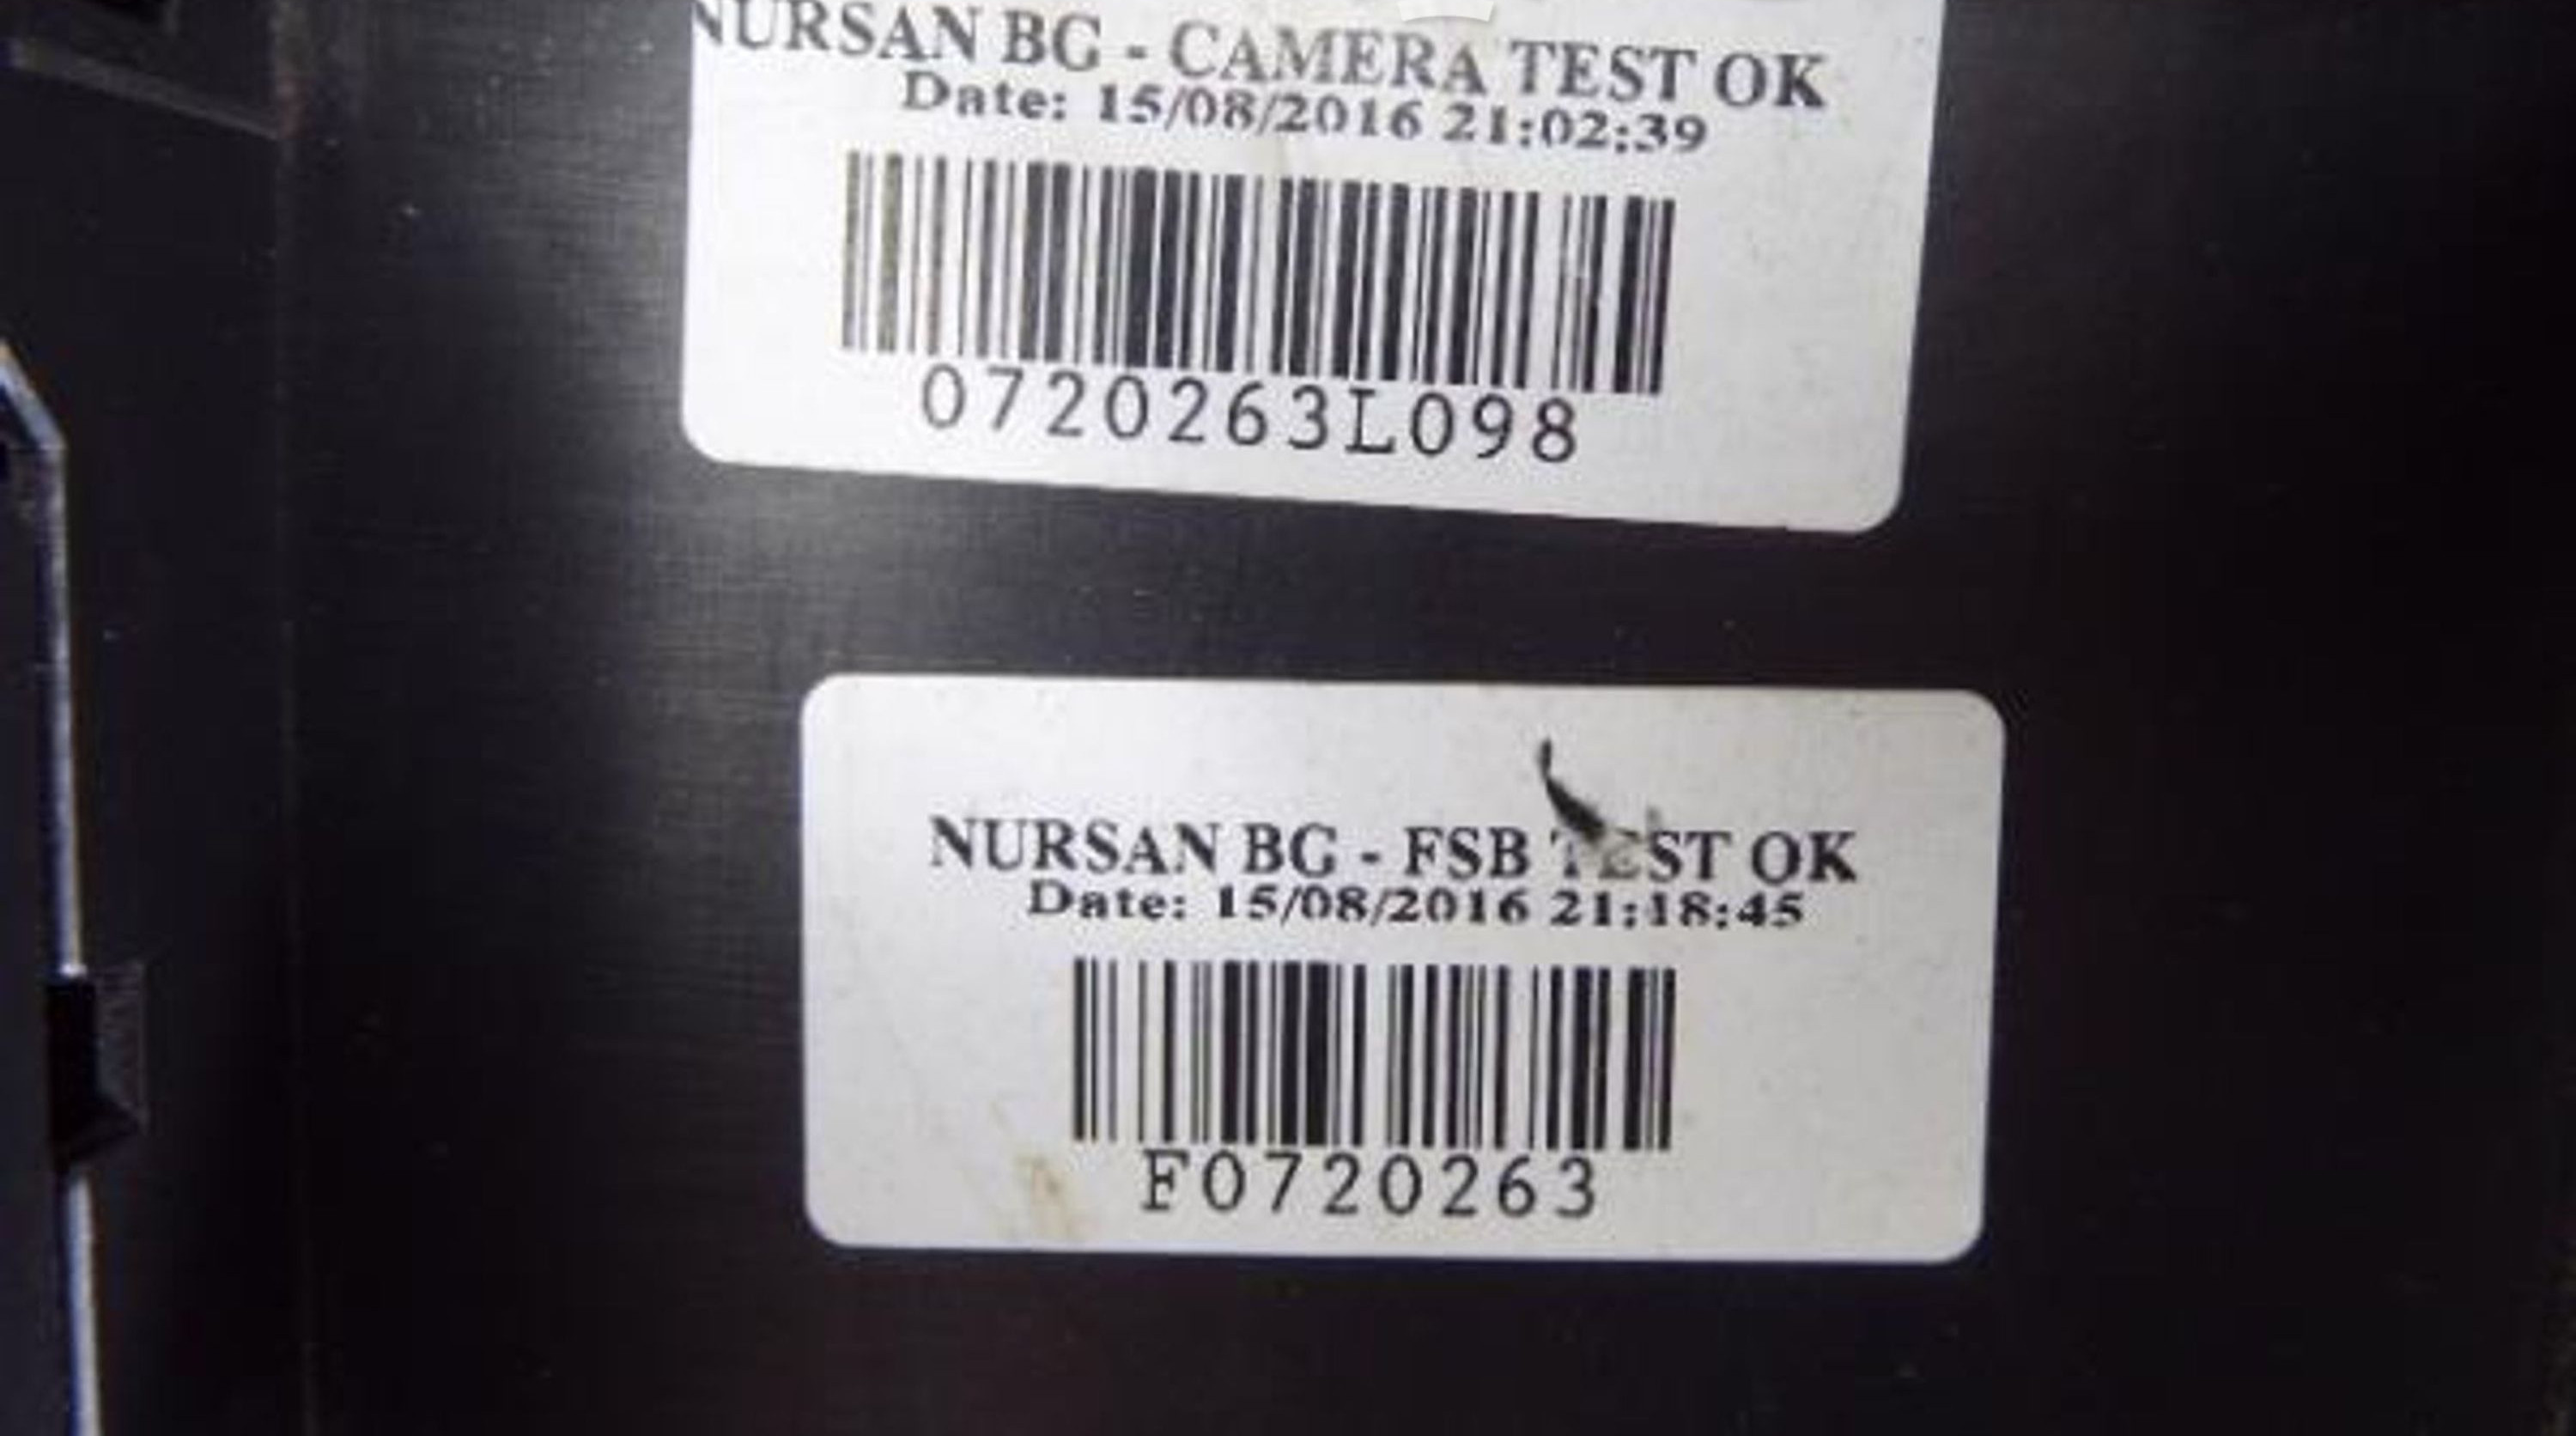 NURSAN BG - CAMERA TEST OK
Date: 15/08/2016 21:02:39
0720263L098
NURSAN BG - FSB TEST OK
Date: 15/08/2016 21:18:45
F0720263